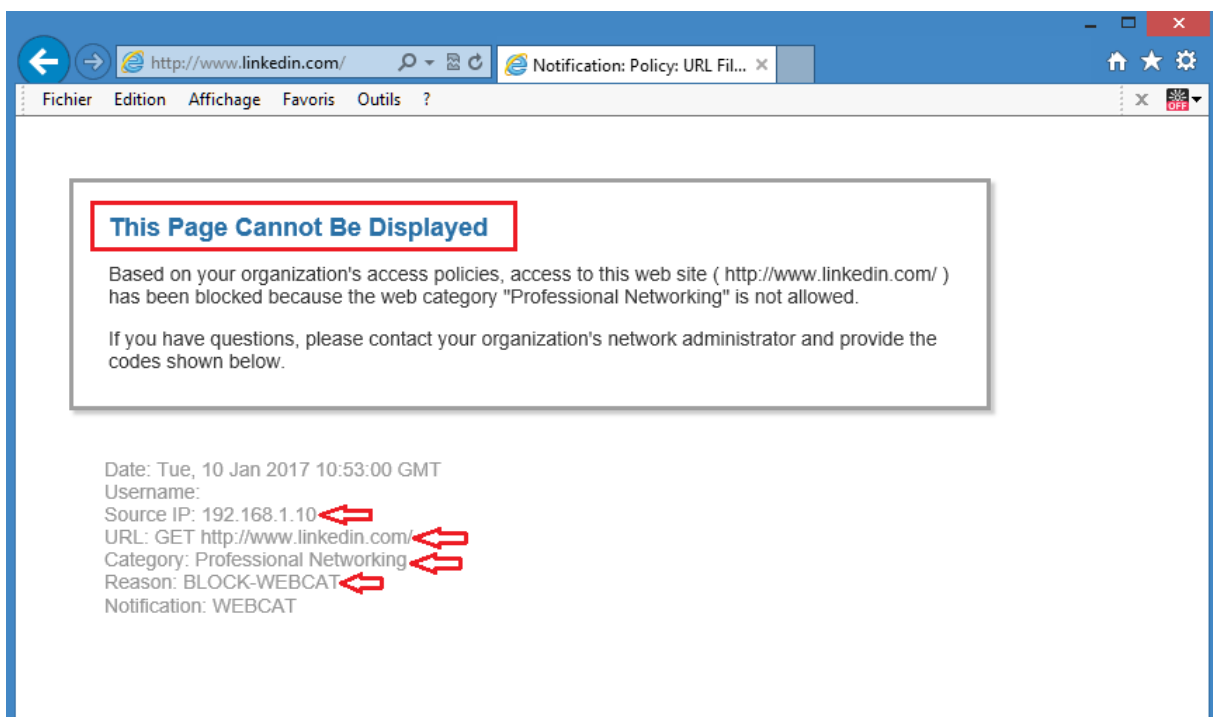 http://www.linkedin.com/
Notification: Policy: URL Fil...
Fichier Edition Affichage Favoris Outils ?
OFF
This Page Cannot Be Displayed
Based on your organization's access policies, access to this web site ( http://www.linkedin.com/ )
has been blocked because the web category "Professional Networking" is not allowed.
If you have questions, please contact your organization's network administrator and provide the
codes shown below.
Date: Tue, 10 Jan 2017 10:53:00 GMT
Username:
Source IP: 192.168.1.10
URL: GET http://www.linkedin.com/
Category: Professional Networking
Reason: BLOCK-WEBCAT
Notification: WEBCAT